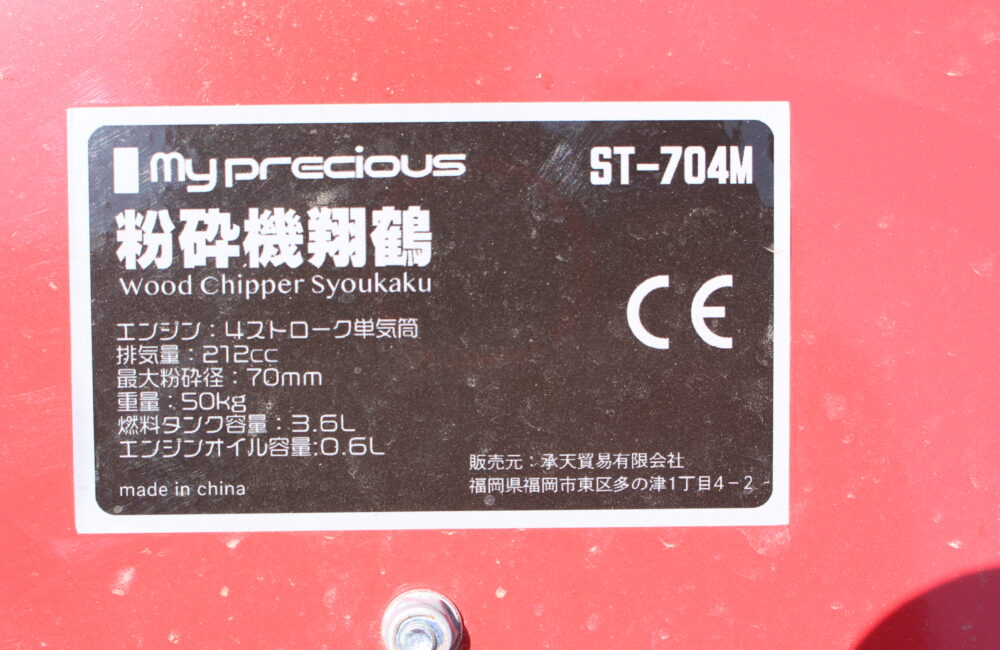 my precious ST-704M
粉砕機翔鶴
Wood Chipper Syoukaku
CE
エンジン：4ストローク単気筒
排気量：212cc
最大粉砕径：70mm
重量：50kg
燃料タンク容量：3.6L
エンジンオイル容量:0.6L
販売元：承天貿易有限会社
福岡県福岡市東区多の津1丁目4－2
made in china